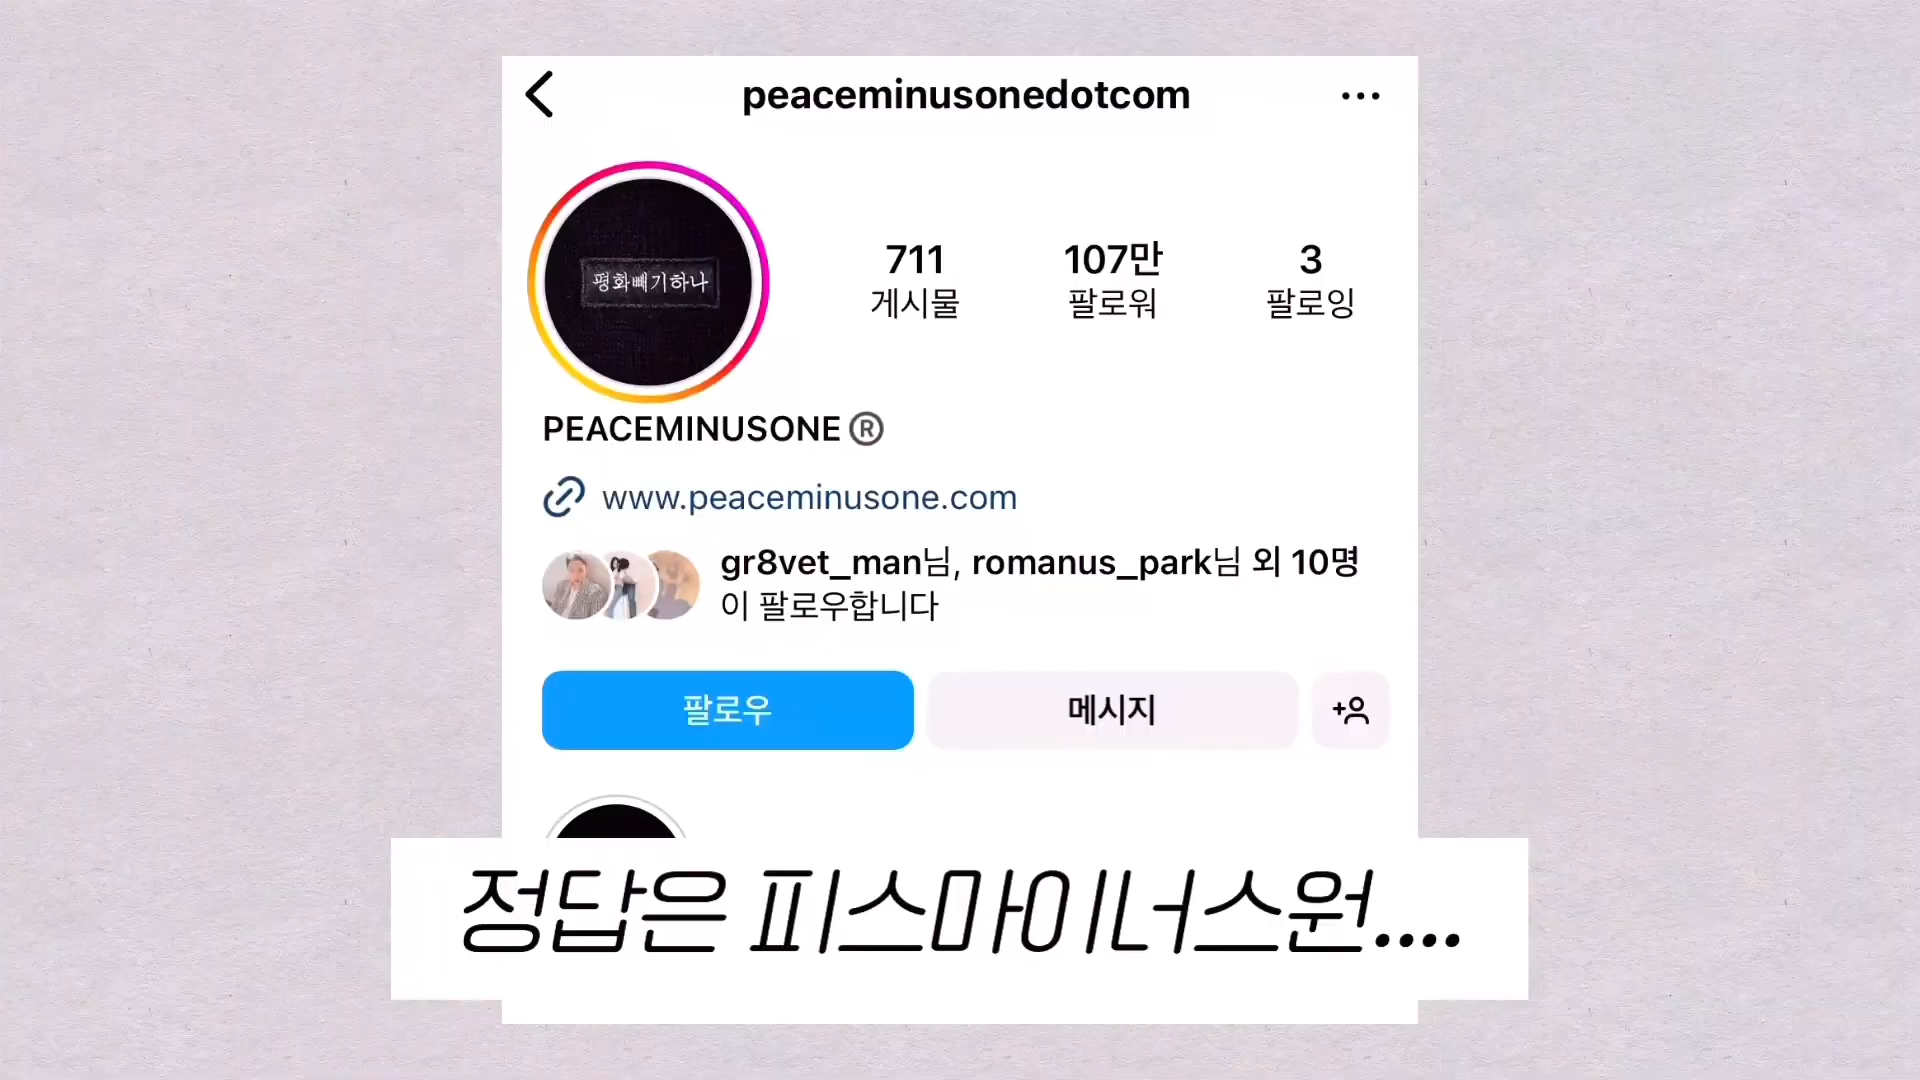 peaceminusonedotcom
평화빼기하나
711
게시물
107만
팔로워
3
팔로잉
PEACEMINUSONE ®
www.peaceminusone.com
gr8vet_man님, romanus_park님 외 10명
이 팔로우합니다
팔로우
메시지
정답은 피스마이너스원....